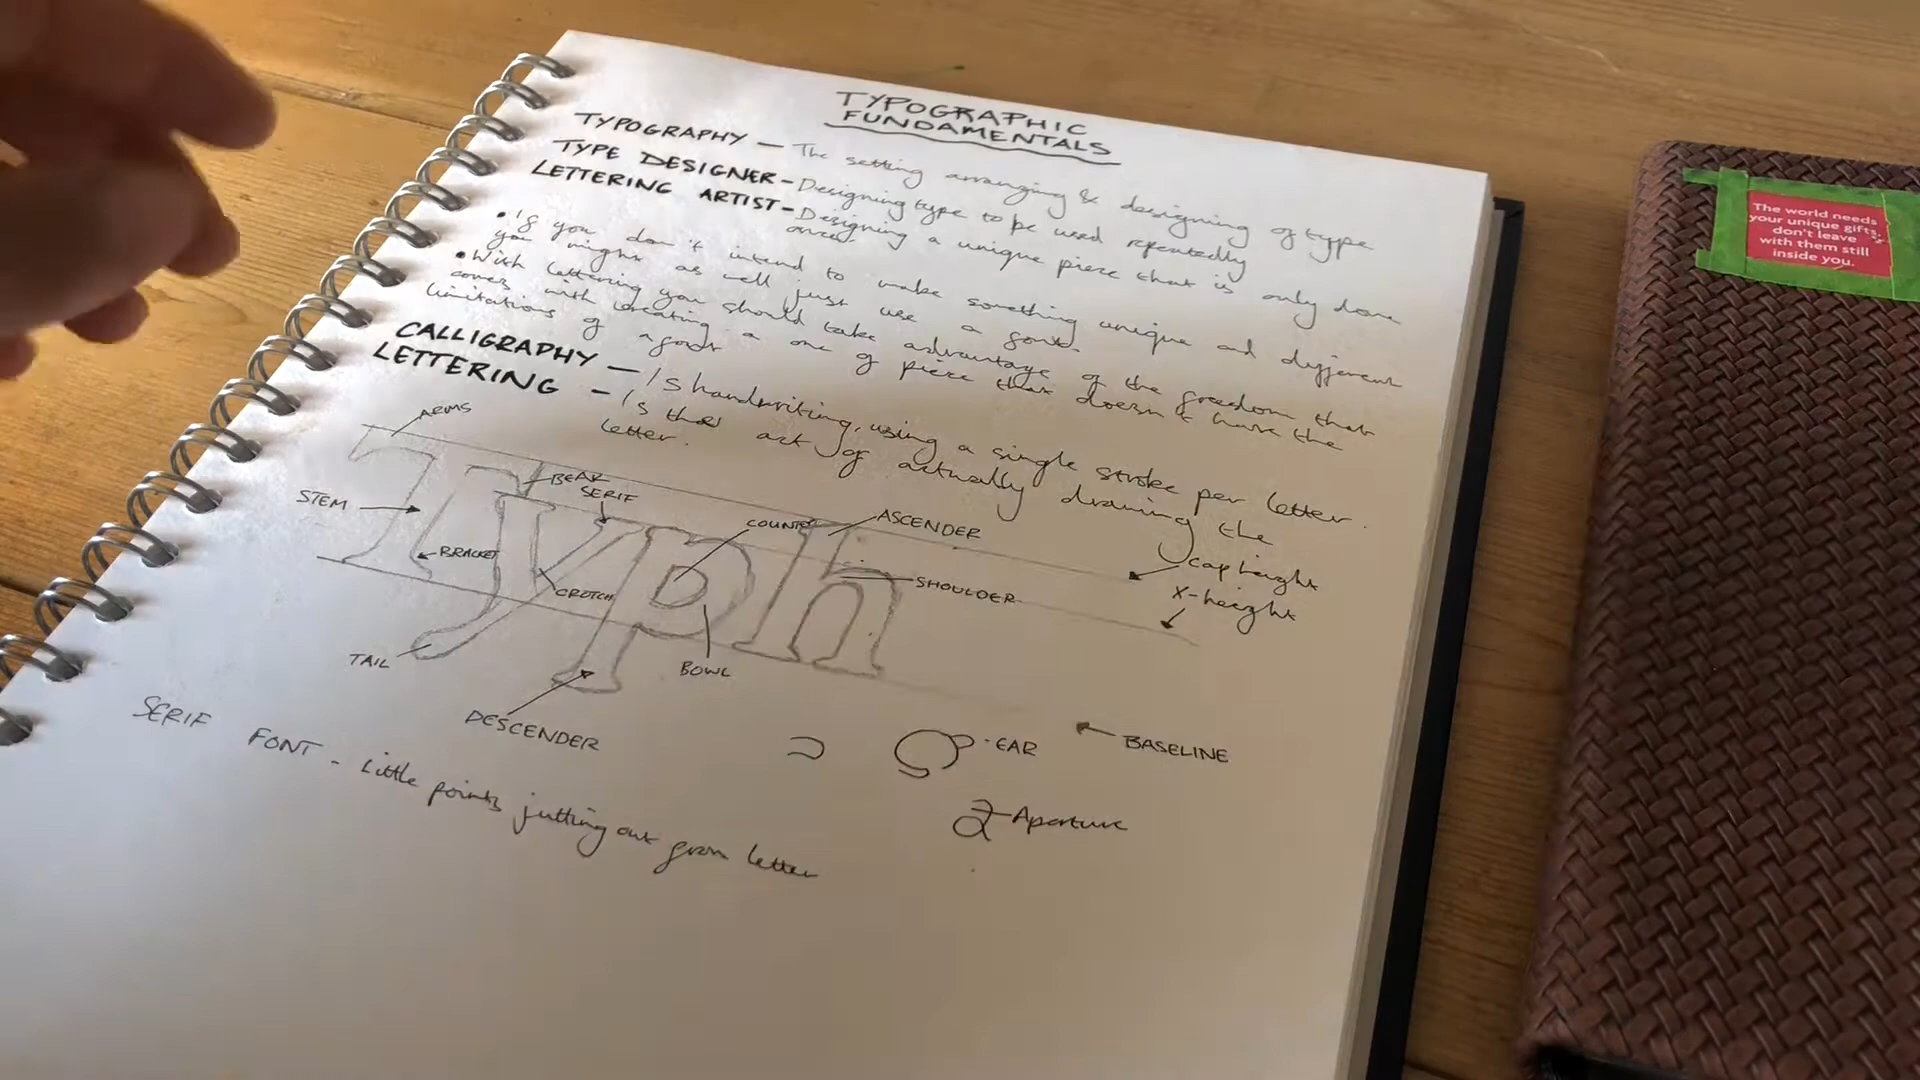 TYPOGRAPHIC
FUNDAMENTALS
TYPOGRAPHY - The setting arranging & designing of type
TYPE DESIGNER - Designing type to be used repeatedly
LETTERING ARTIST - Designing a unique piece that is only done
once.
• If you don't intend to make something unique and different
you might as well just use a font.
• With lettering you should take advantage of the freedom that
comes with creating a one of piece that doesn't have the
limitations of a font
CALLIGRAPHY - Is handwriting, using a single stroke per letter.
LETTERING - Is the act of actually drawing the
letter.
ARMS
STEM
BEAK
SERIF
BRACKET
COUNTER
ASCENDER
cap height
CROTCH
SHOULDER
x-height
Typh
TAIL
BOWL
DESCENDER
EAR
BASELINE
Aperture
SERIF FONT - Little points jutting out from letter
The world needs
your unique gifts,
don't leave
with them still
inside you.